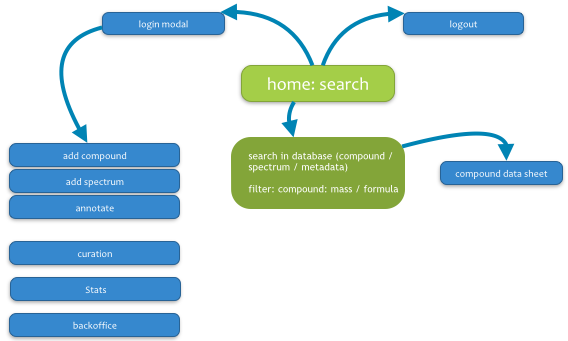 login modal
logout
home: search
search in database (compound /
spectrum / metadata)
filter: compound: mass / formula
compound data sheet
add compound
add spectrum
annotate
curation
Stats
backoffice